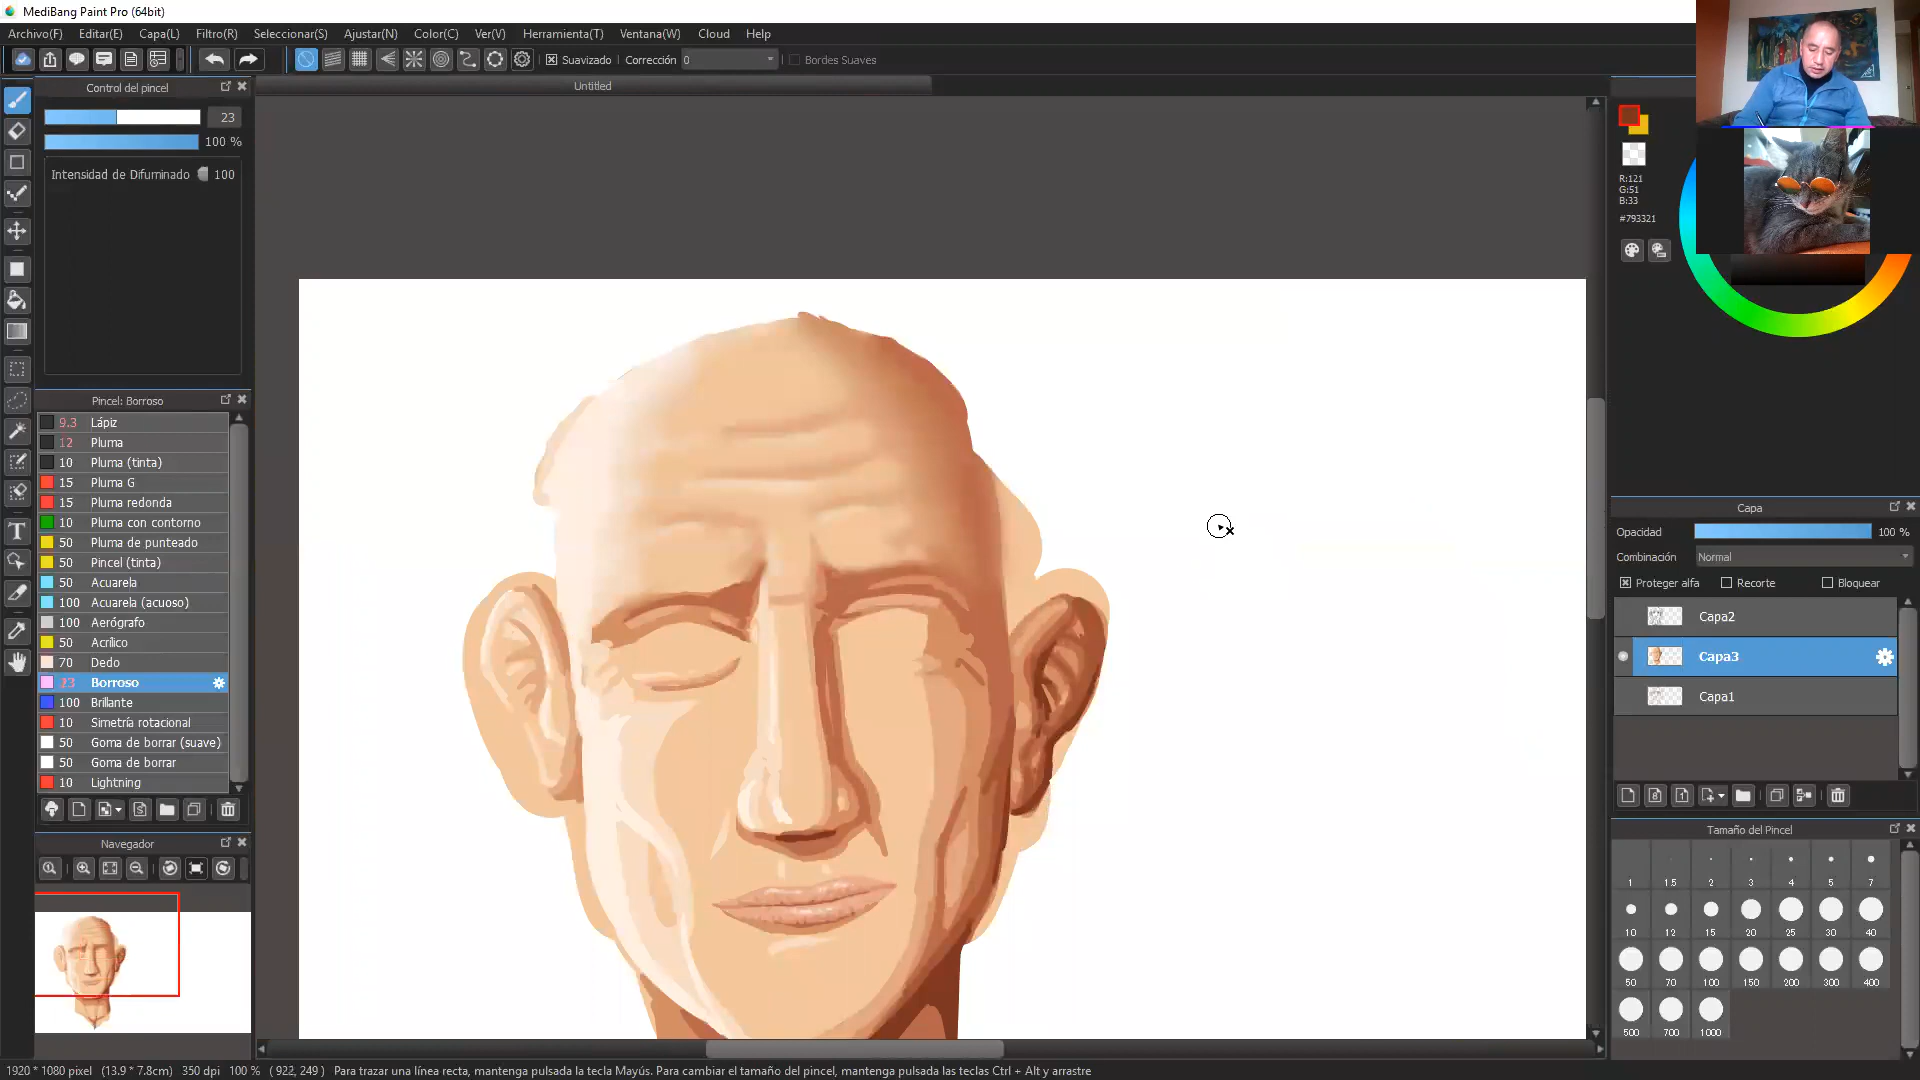 MediBang Paint Pro (64bit)
Archivo(F) Editar(E) Capa(L) Filtro(R) Seleccionar(S) Ajustar(N) Color(C) Ver(V) Herramienta(T) Ventana(W) Cloud Help
Suavizado Corrección 0 Bordes Suaves
Control del pincel
23
100 %
Intensidad de Difuminado 100
Pincel: Borroso
9.3 Lápiz
12 Pluma
10 Pluma (tinta)
15 Pluma G
15 Pluma redonda
10 Pluma con contorno
50 Pluma de punteado
50 Pincel (tinta)
50 Acuarela
100 Acuarela (acuoso)
100 Aerógrafo
50 Acrílico
70 Dedo
23 Borroso
100 Brillante
10 Simetría rotacional
50 Goma de borrar (suave)
50 Goma de borrar
10 Lightning
Navegador
Untitled
R:121
G:51
B:33
#793321
Capa
Opacidad 100 %
Combinación Normal
Proteger alfa Recorte Bloquear
Capa2
Capa3
Capa1
Tamaño del Pincel
1 1.5 2 3 4 5 7
10 12 15 20 25 30 40
50 70 100 150 200 300 400
500 700 1000
1920 * 1080 pixel (13.9 * 7.8cm) 350 dpi 100 % ( 922, 249 ) Para trazar una línea recta, mantenga pulsada la tecla Mayús. Para cambiar el tamaño del pincel, mantenga pulsada las teclas Ctrl + Alt y arrastre